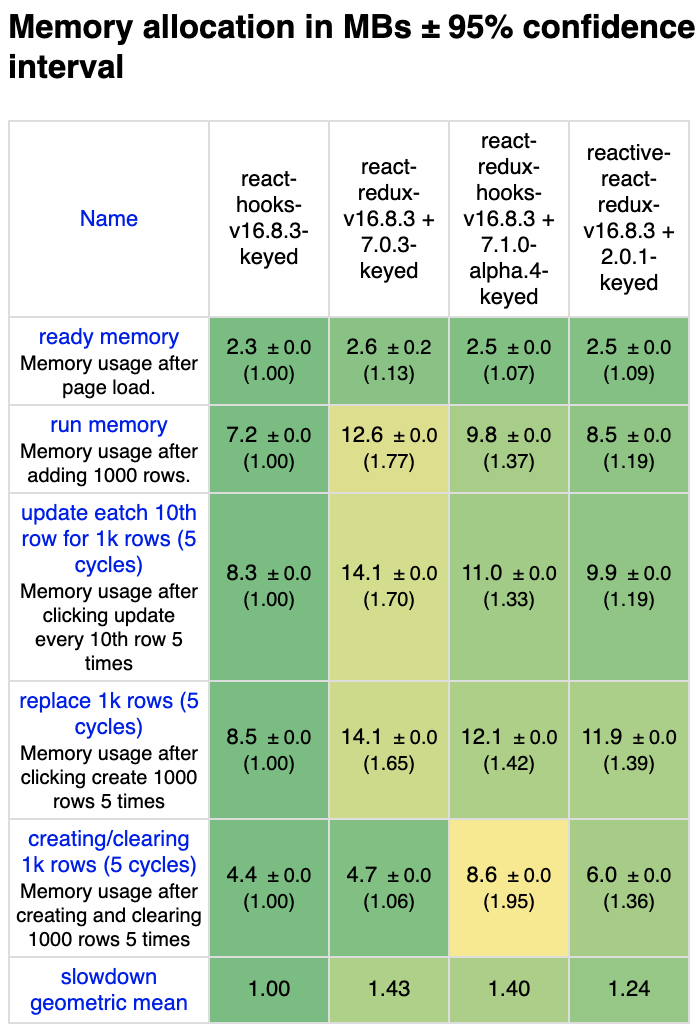 Memory allocation in MBs ± 95% confidence
interval
Name
react-
hooks-
v16.8.3-
keyed
react-
redux-
v16.8.3 +
7.0.3-
keyed
react-
redux-
hooks-
v16.8.3 +
7.1.0-
alpha.4-
keyed
reactive-
react-
redux-
v16.8.3 +
2.0.1-
keyed
ready memory
Memory usage after
page load.
2.3 ± 0.0
(1.00)
2.6 ± 0.2
(1.13)
2.5 ± 0.0
(1.07)
2.5 ± 0.0
(1.09)
run memory
Memory usage after
adding 1000 rows.
7.2 ± 0.0
(1.00)
12.6 ± 0.0
(1.77)
9.8 ± 0.0
(1.37)
8.5 ± 0.0
(1.19)
update eatch 10th
row for 1k rows (5
cycles)
Memory usage after
clicking update
every 10th row 5
times
8.3 ± 0.0
(1.00)
14.1 ± 0.0
(1.70)
11.0 ± 0.0
(1.33)
9.9 ± 0.0
(1.19)
replace 1k rows (5
cycles)
Memory usage after
clicking create 1000
rows 5 times
8.5 ± 0.0
(1.00)
14.1 ± 0.0
(1.65)
12.1 ± 0.0
(1.42)
11.9 ± 0.0
(1.39)
creating/clearing
1k rows (5 cycles)
Memory usage after
creating and clearing
1000 rows 5 times
4.4 ± 0.0
(1.00)
4.7 ± 0.0
(1.06)
8.6 ± 0.0
(1.95)
6.0 ± 0.0
(1.36)
slowdown
geometric mean
1.00
1.43
1.40
1.24